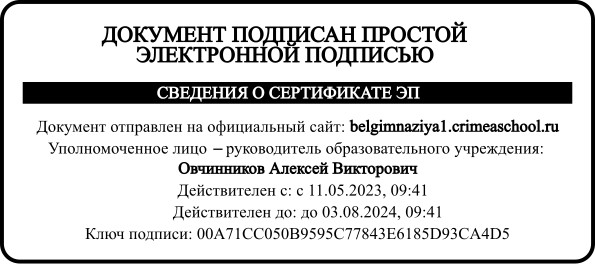 ДОКУМЕНТ ПОДПИСАН ПРОСТОЙ
ЭЛЕКТРОННОЙ ПОДПИСЬЮ
СВЕДЕНИЯ О СЕРТИФИКАТЕ ЭП
Документ отправлен на официальный сайт: belgimnaziya1.crimeaschool.ru
Уполномоченное лицо – руководитель образовательного учреждения:
Овчинников Алексей Викторович
Действителен с: с 11.05.2023, 09:41
Действителен до: до 03.08.2024, 09:41
Ключ подписи: 00A71CC050B9595C77843E6185D93CA4D5